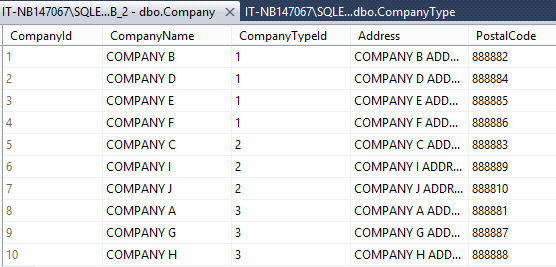 IT-NB147067\SQLE...B_2 - dbo.Company IT-NB147067\SQLE...dbo.CompanyType
CompanyId CompanyName CompanyTypeId Address PostalCode
1 COMPANY B 1 COMPANY B ADD... 888882
2 COMPANY D 1 COMPANY D ADD... 888884
3 COMPANY E 1 COMPANY E ADD... 888885
4 COMPANY F 1 COMPANY F ADD... 888886
5 COMPANY C 2 COMPANY C ADD... 888883
6 COMPANY I 2 COMPANY I ADDR... 888889
7 COMPANY J 2 COMPANY J ADDR... 888810
8 COMPANY A 3 COMPANY A ADD... 888881
9 COMPANY G 3 COMPANY G ADD... 888887
10 COMPANY H 3 COMPANY H ADD... 888888